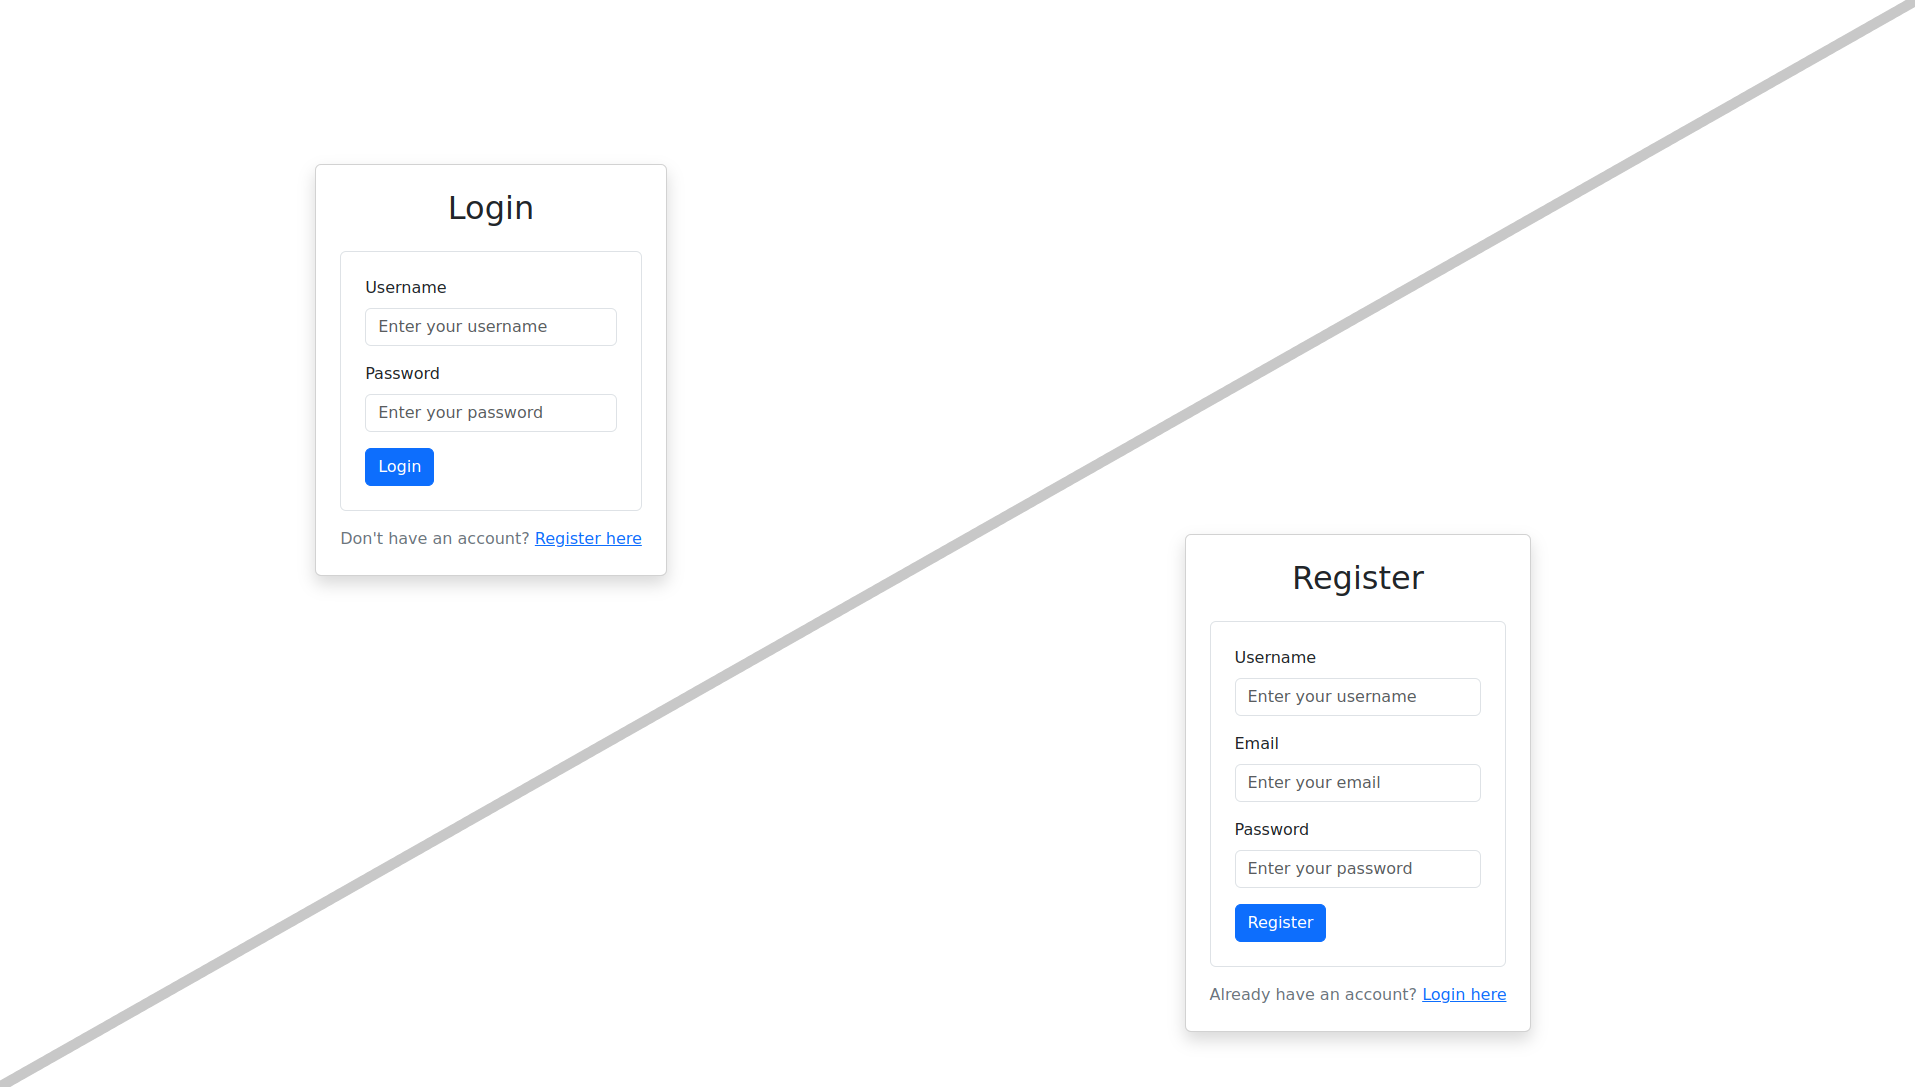 Login
Username
Enter your username
Password
Enter your password
Login
Don't have an account? Register here
Register
Username
Enter your username
Email
Enter your email
Password
Enter your password
Register
Already have an account? Login here